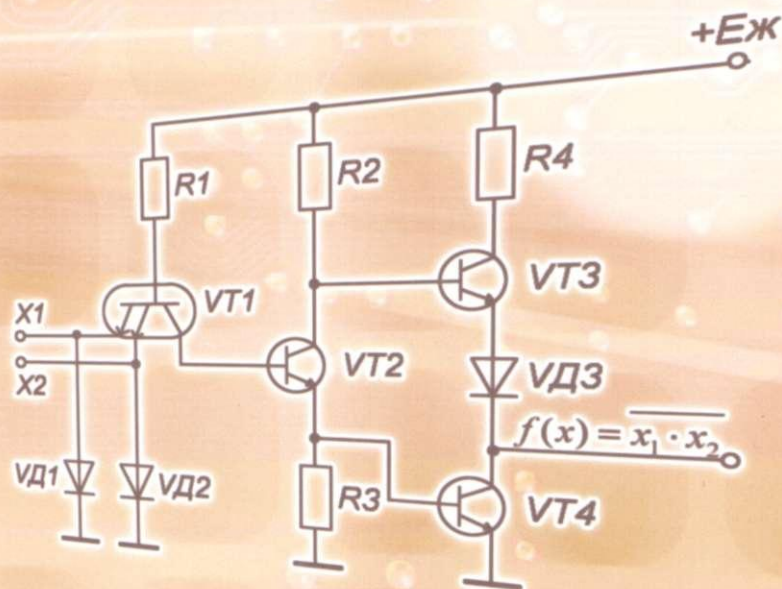 +Eж
R1
R2
R4
VT1
VT3
X1
X2
VT2
VД3
f(x) = x₁ · x₂
VД1
VД2
R3
VT4